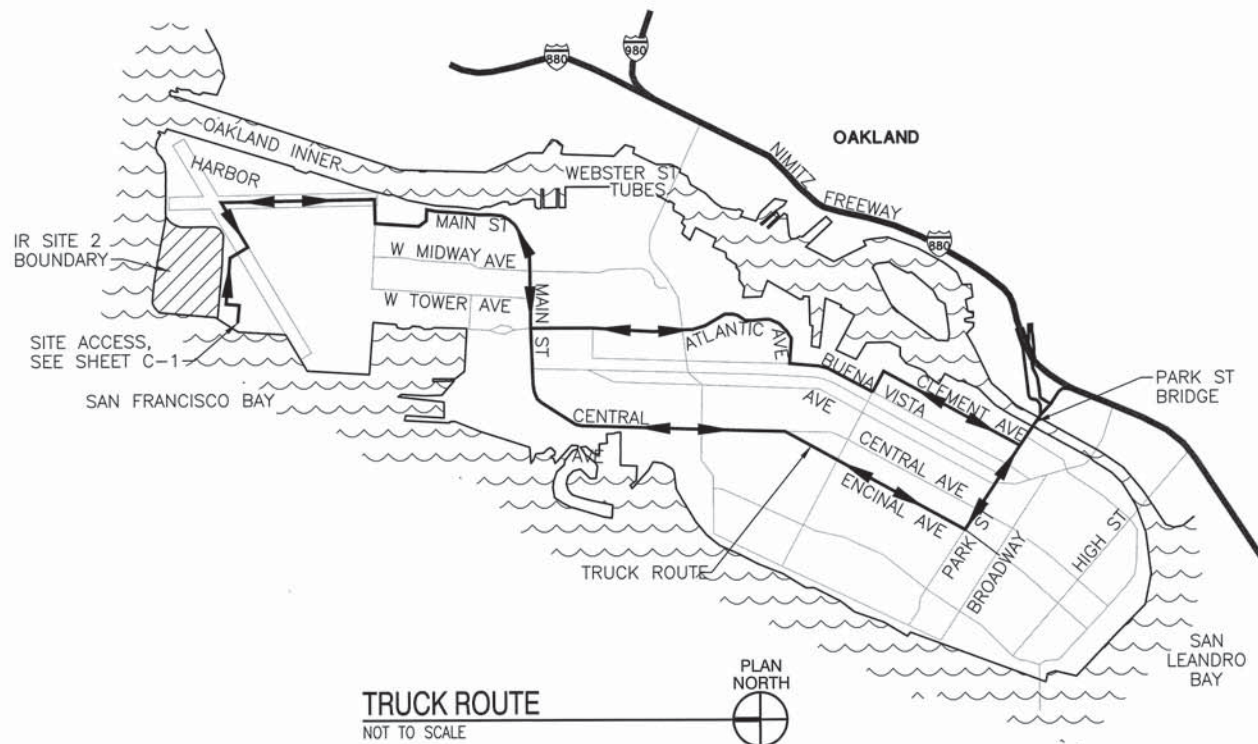 880
980
OAKLAND
NIMITZ
FREEWAY
880
OAKLAND INNER
HARBOR
WEBSTER ST
TUBES
MAIN ST
W MIDWAY AVE
W TOWER AVE
MAIN ST
IR SITE 2
BOUNDARY
SITE ACCESS,
SEE SHEET C-1
SAN FRANCISCO BAY
ATLANTIC AVE
BUENA VISTA
AVE
CLEMENT AVE
PARK ST
BRIDGE
CENTRAL
AVE
CENTRAL AVE
ENCINAL AVE
PARK ST
BROADWAY
HIGH ST
TRUCK ROUTE
SAN
LEANDRO
BAY
PLAN
NORTH
TRUCK ROUTE
NOT TO SCALE